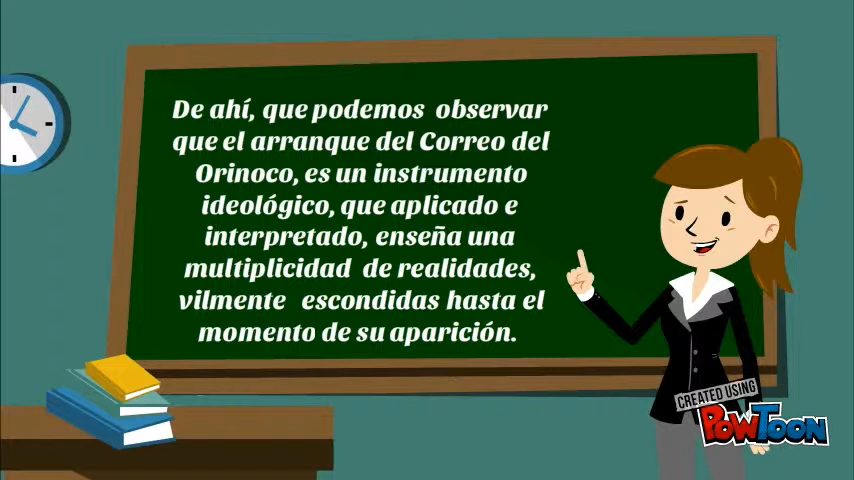 De ahí, que podemos observar
que el arranque del Correo del
Orinoco, es un instrumento
ideológico, que aplicado e
interpretado, enseña una
multiplicidad de realidades,
vilmente escondidas hasta el
momento de su aparición.
CREATED USING
POWTOON